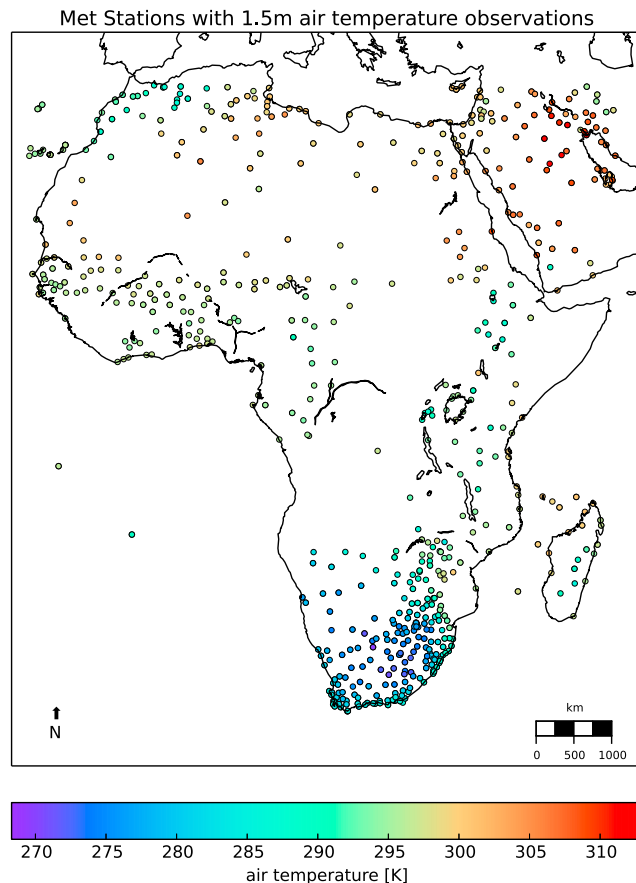 Met Stations with 1.5m air temperature observations
N
km
0 500 1000
270 275 280 285 290 295 300 305 310
air temperature [K]